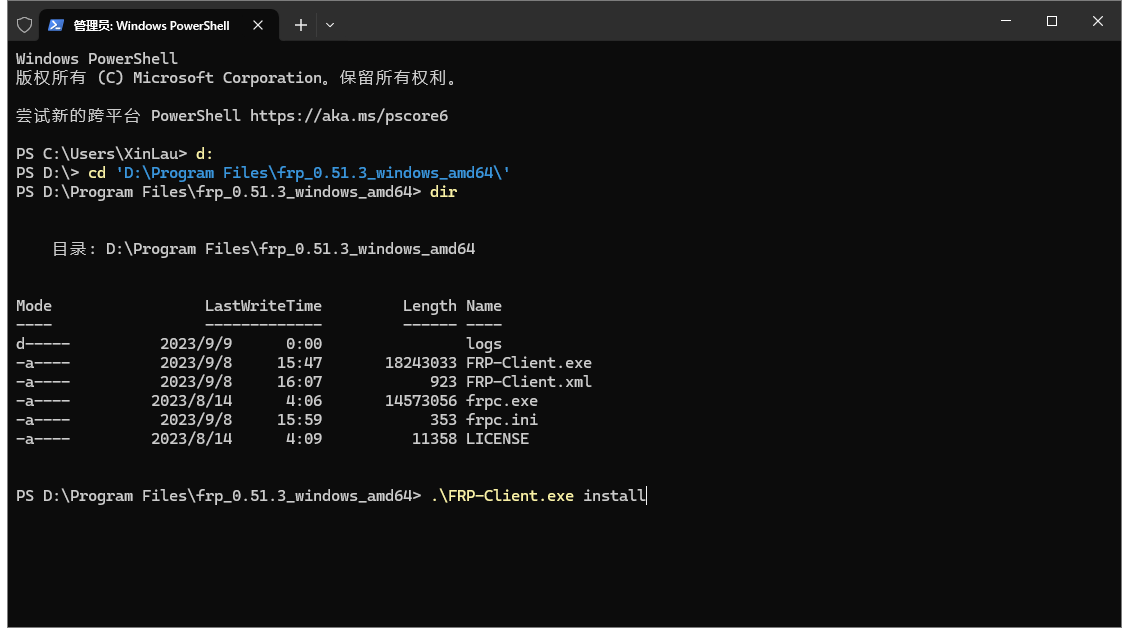 管理员: Windows PowerShell
Windows PowerShell
版权所有 (C) Microsoft Corporation。保留所有权利。
尝试新的跨平台 PowerShell https://aka.ms/pscore6
PS C:\Users\XinLau> d:
PS D:\> cd 'D:\Program Files\frp_0.51.3_windows_amd64\'
PS D:\Program Files\frp_0.51.3_windows_amd64> dir
目录: D:\Program Files\frp_0.51.3_windows_amd64
Mode LastWriteTime Length Name
---- ------------- ------ ----
d----- 2023/9/9 0:00 logs
-a---- 2023/9/8 15:47 18243033 FRP-Client.exe
-a---- 2023/9/8 16:07 923 FRP-Client.xml
-a---- 2023/8/14 4:06 14573056 frpc.exe
-a---- 2023/9/8 15:59 353 frpc.ini
-a---- 2023/8/14 4:09 11358 LICENSE
PS D:\Program Files\frp_0.51.3_windows_amd64> .\FRP-Client.exe install